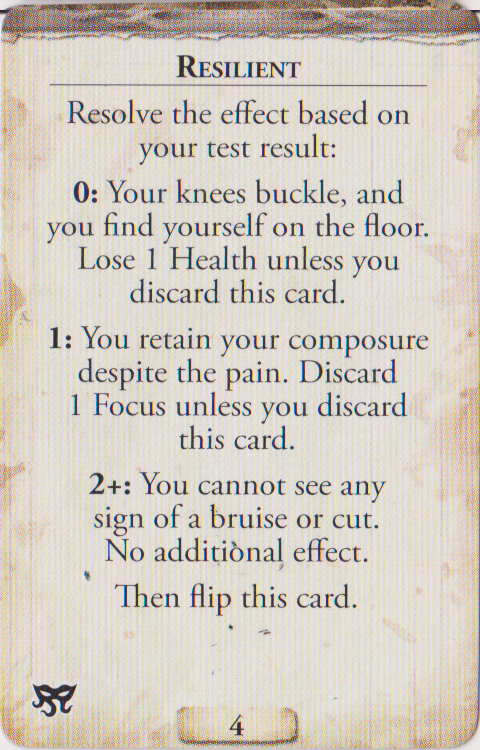 RESILIENT
Resolve the effect based on
your test result:
0: Your knees buckle, and
you find yourself on the floor.
Lose 1 Health unless you
discard this card.
1: You retain your composure
despite the pain. Discard
1 Focus unless you discard
this card.
2+: You cannot see any
sign of a bruise or cut.
No additional effect.
Then flip this card.
4